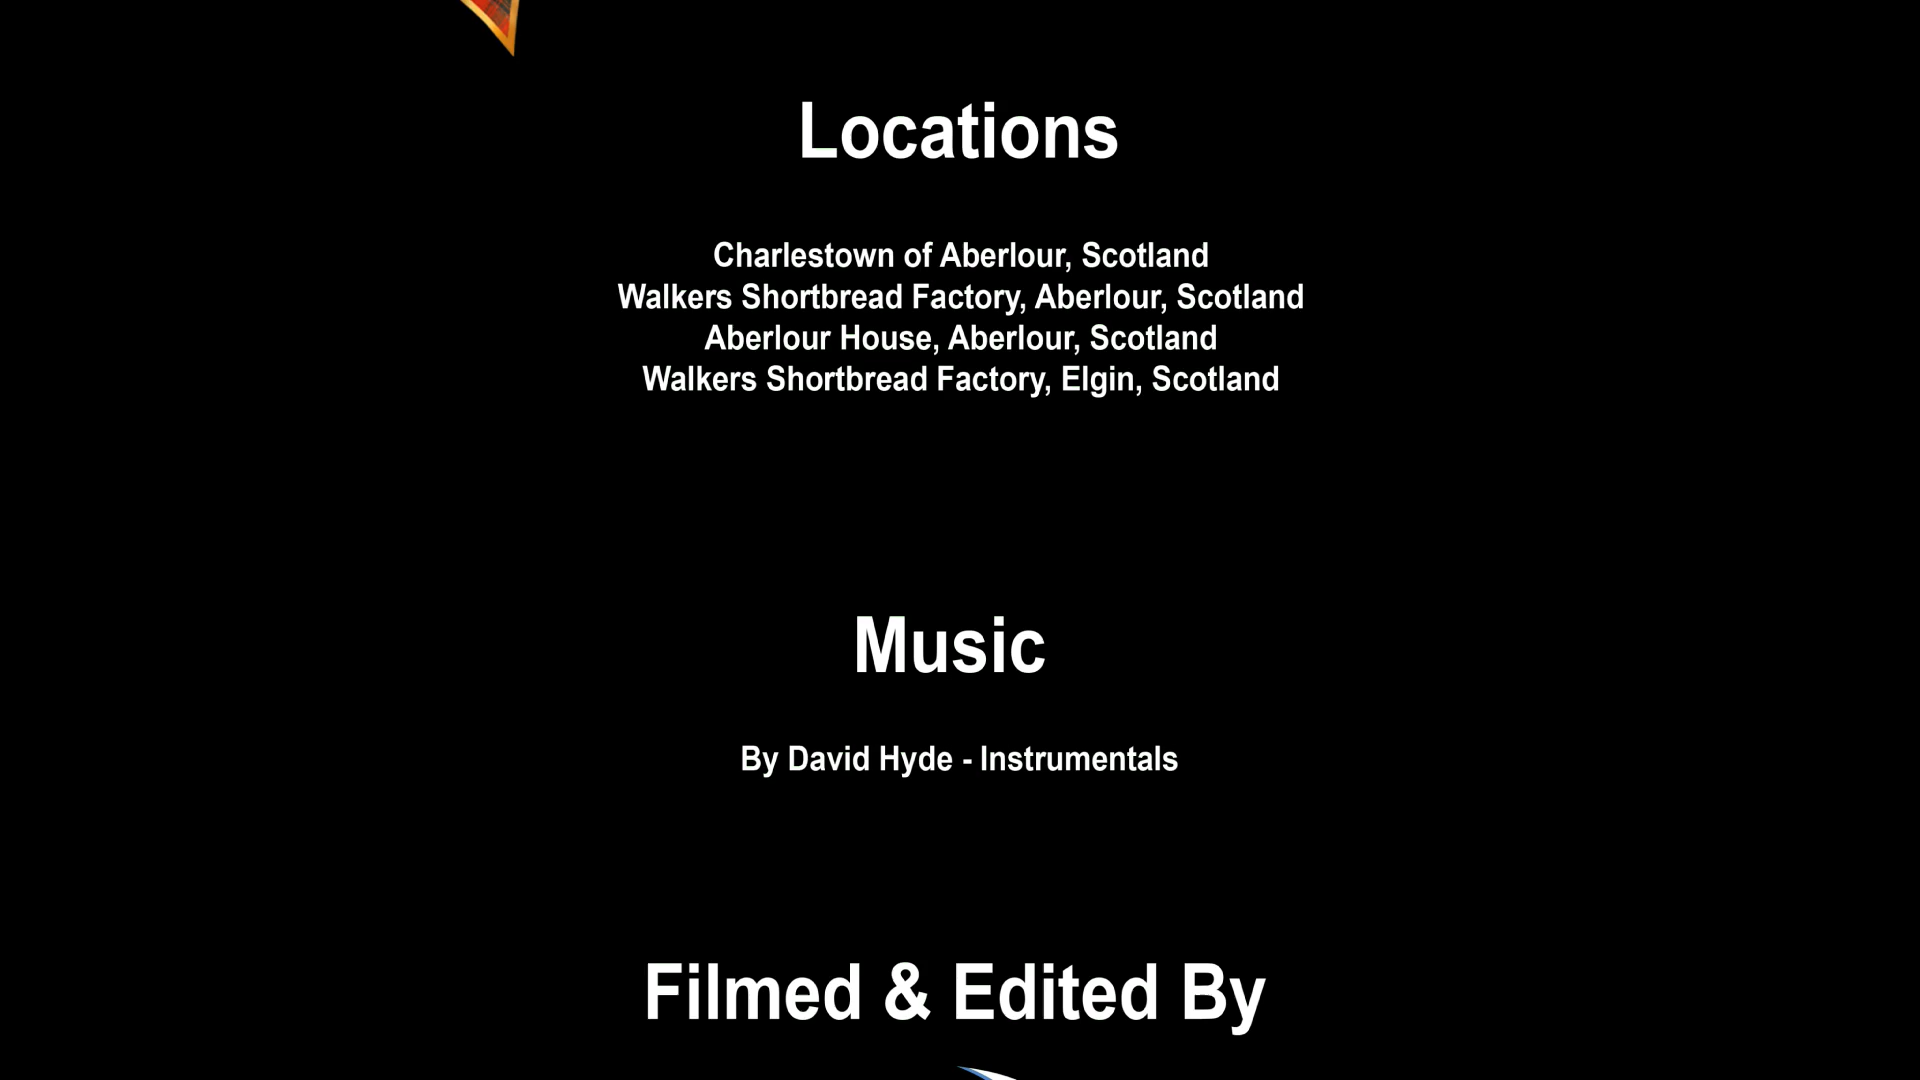 Locations
Charlestown of Aberlour, Scotland
Walkers Shortbread Factory, Aberlour, Scotland
Aberlour House, Aberlour, Scotland
Walkers Shortbread Factory, Elgin, Scotland
Music
By David Hyde - Instrumentals
Filmed & Edited By